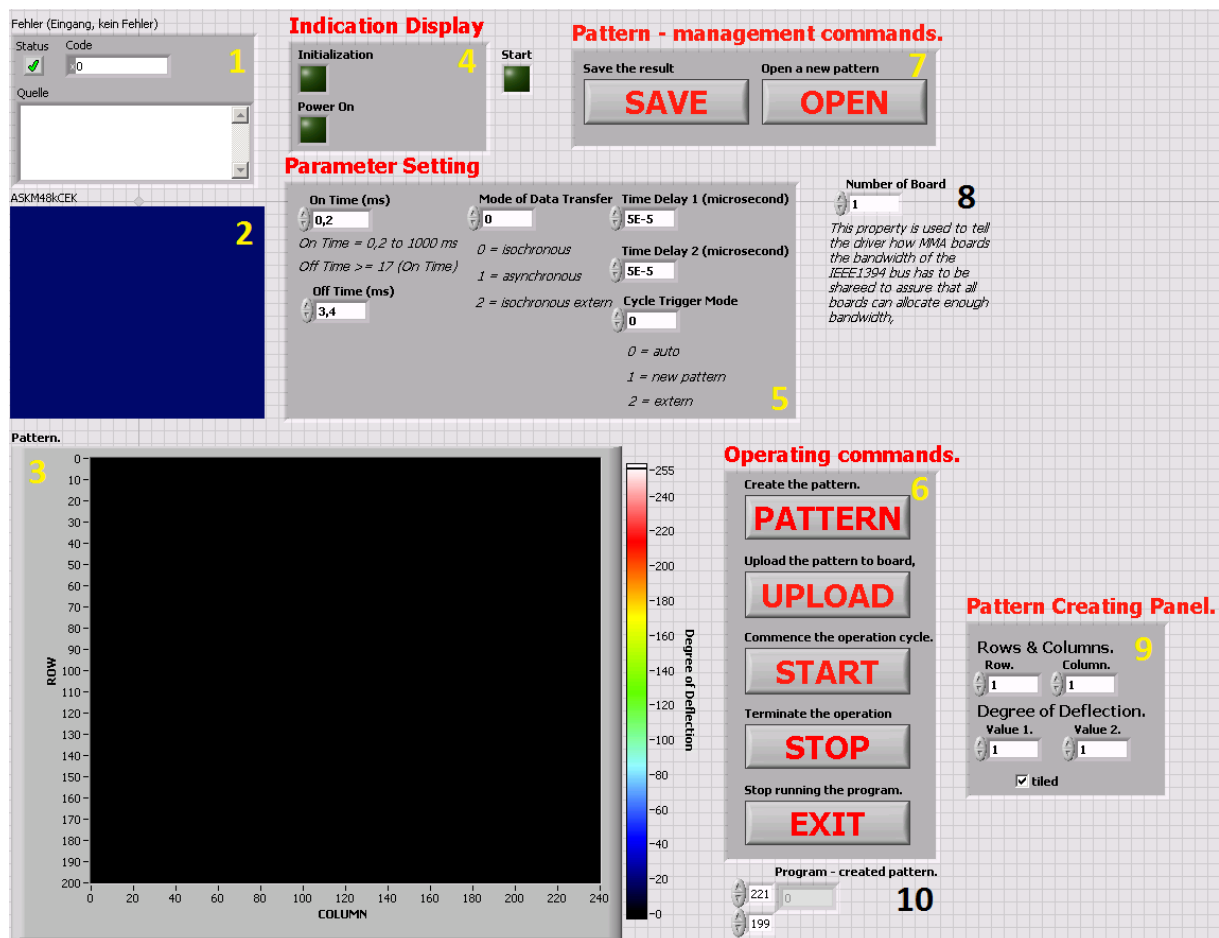 Fehler (Eingang, kein Fehler)
Status Code
x0
1
Quelle
Indication Display
Initialization
4
Power On
Start
Pattern - management commands.
Save the result Open a new pattern
7
SAVE OPEN
ASKM48kCEK
2
Parameter Setting
On Time (ms)
0,2
On Time = 0,2 to 1000 ms
Off Time >= 17 (On Time)
Off Time (ms)
3,4
Mode of Data Transfer
0
0 = isochronous
1 = asynchronous
2 = isochronous extern
Time Delay 1 (microsecond)
5E-5
Time Delay 2 (microsecond)
5E-5
Cycle Trigger Mode
0
0 = auto
1 = new pattern
2 = extern
5
Number of Board
1
8
This property is used to tell
the driver how MMA boards
the bandwidth of the
IEEE1394 bus has to be
shareed to assure that all
boards can allocate enough
bandwidth,
Pattern.
3
ROW
0
10
20
30
40
50
60
70
80
90
100
110
120
130
140
150
160
170
180
190
200
0 20 40 60 80 100 120 140 160 180 200 220 240
COLUMN
255
240
220
200
180
160
140
120
100
80
60
40
20
0
Degree of Deflection
Operating commands.
Create the pattern.
6
PATTERN
Upload the pattern to board,
UPLOAD
Commence the operation cycle.
START
Terminate the operation
STOP
Stop running the program.
EXIT
Program - created pattern.
221
0
199
10
Pattern Creating Panel.
Rows & Columns.
9
Row. Column.
1 1
Degree of Deflection.
Value 1. Value 2.
1 1
tiled